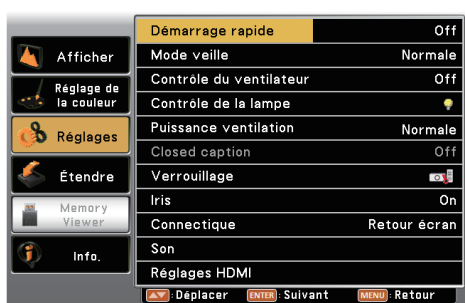 Afficher
Réglage de
la couleur
Réglages
Étendre
Memory
Viewer
Info.
Démarrage rapide Off
Mode veille Normale
Contrôle du ventilateur Off
Contrôle de la lampe
Puissance ventilation Normale
Closed caption Off
Verrouillage
Iris On
Connectique Retour écran
Son
Réglages HDMI
Déplacer ENTER : Suivant MENU : Retour